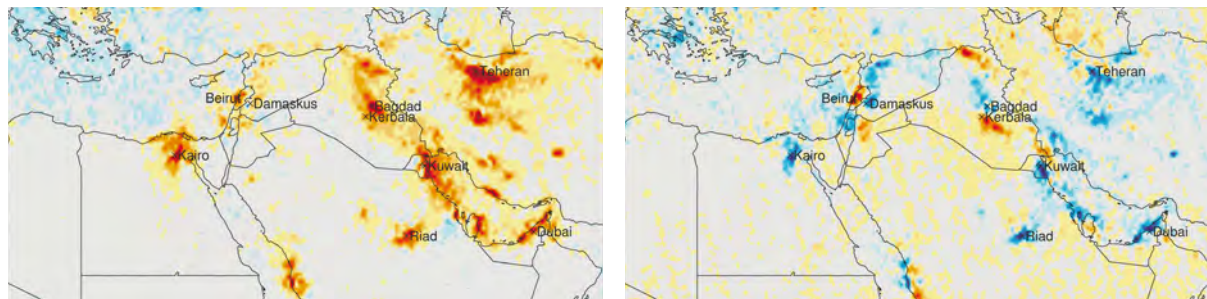 Teheran
Beirut
Damaskus
Bagdad
Kerbala
Kairo
Kuwait
Riad
Dubai
Teheran
Beirut
Damaskus
Bagdad
Kerbala
Kairo
Kuwait
Riad
Dubai